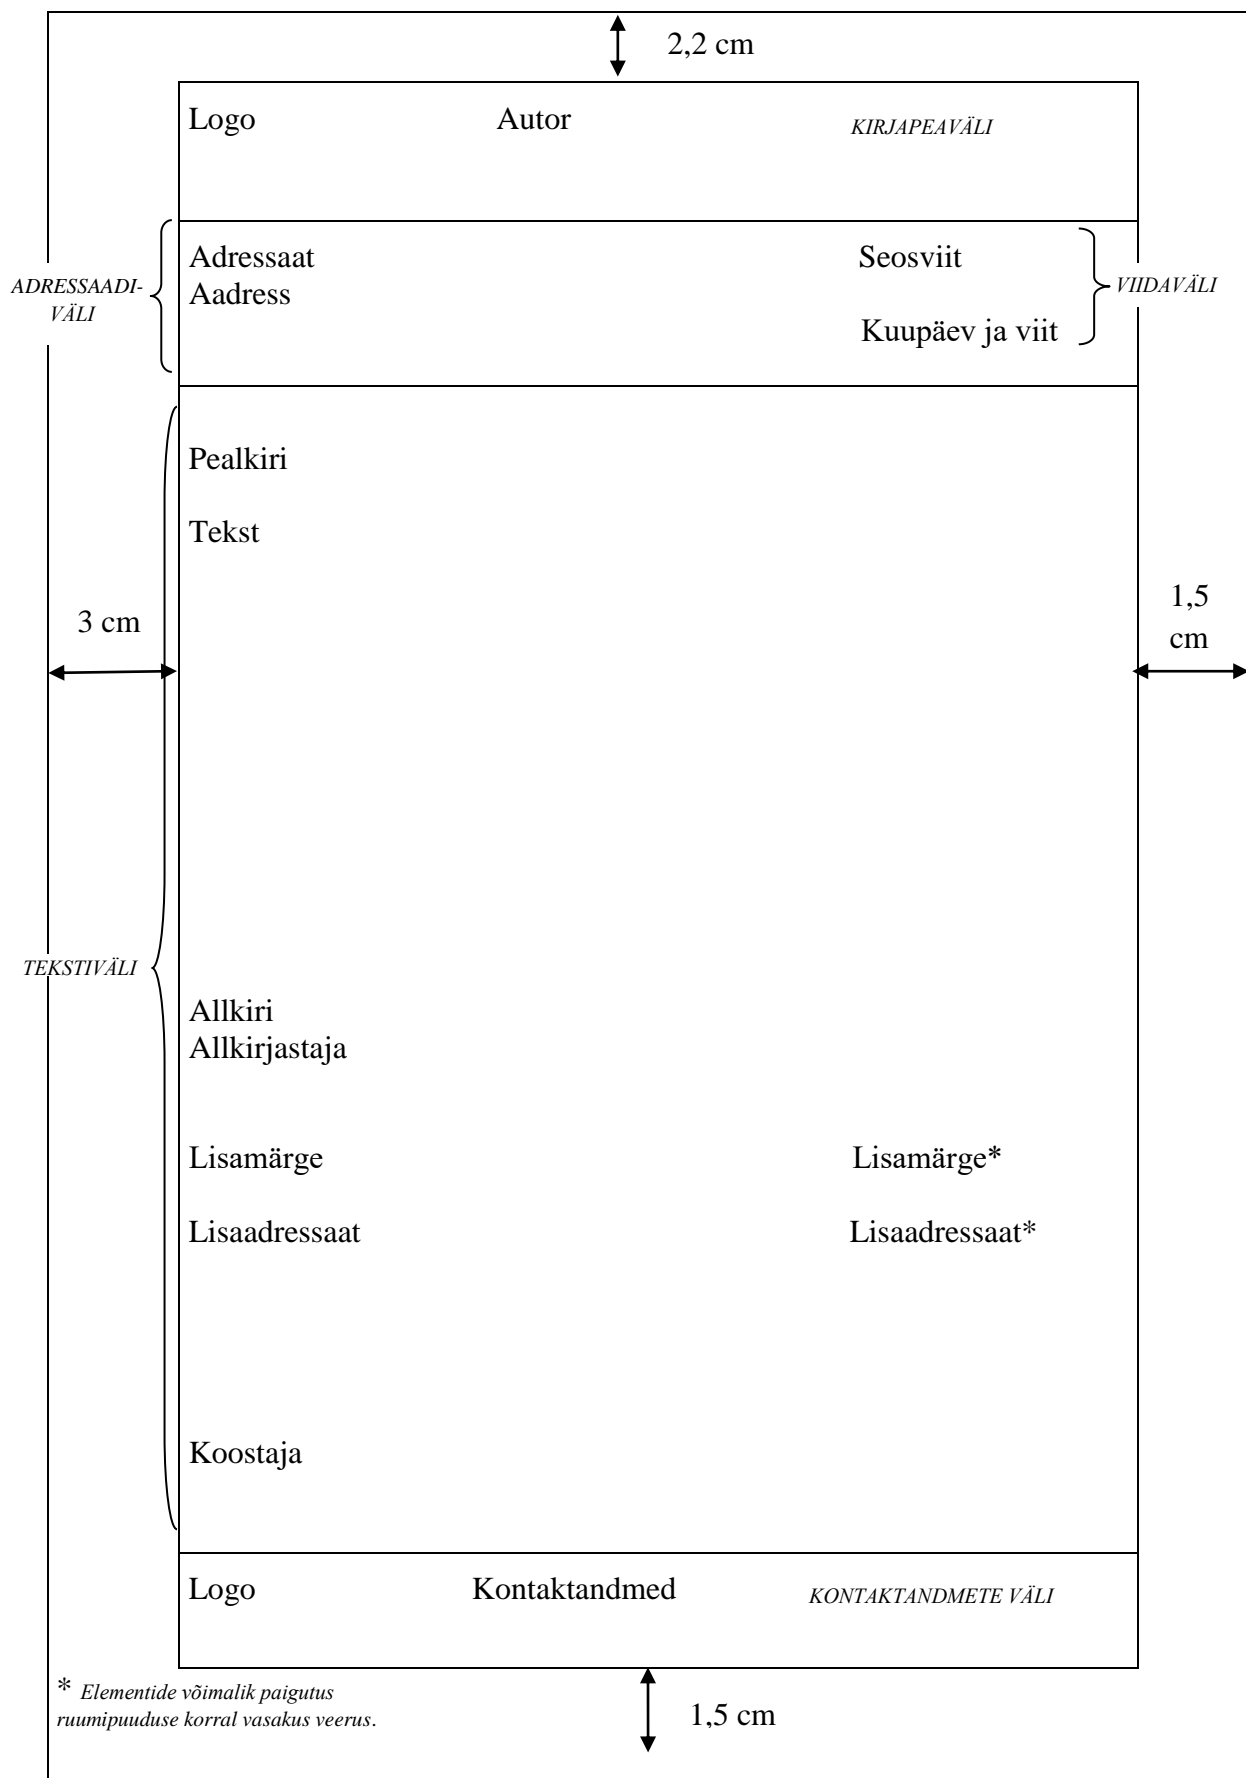 2,2 cm
Logo Autor KIRJAPEAVÄLI
Adressaat Seosviit
ADRESSAADI-
VÄLI
Aadress
VIIDAVÄLI
Kuupäev ja viit
Pealkiri
Tekst
3 cm
1,5
cm
TEKSTIVÄLI
Allkiri
Allkirjastaja
Lisamärge Lisamärge*
Lisaadressaat Lisaadressaat*
Koostaja
Logo Kontaktandmed KONTAKTANDMETE VÄLI
* Elementide võimalik paigutus
ruumipuuduse korral vasakus veerus.
1,5 cm